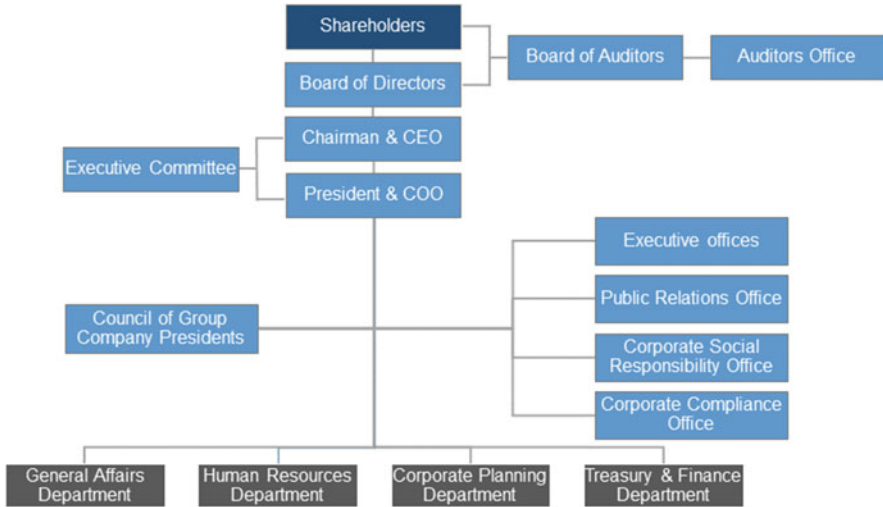 Shareholders
Board of Auditors
Auditors Office
Board of Directors
Chairman & CEO
Executive Committee
President & COO
Executive offices
Public Relations Office
Council of Group
Company Presidents
Corporate Social
Responsibility Office
Corporate Compliance
Office
General Affairs
Department
Human Resources
Department
Corporate Planning
Department
Treasury & Finance
Department